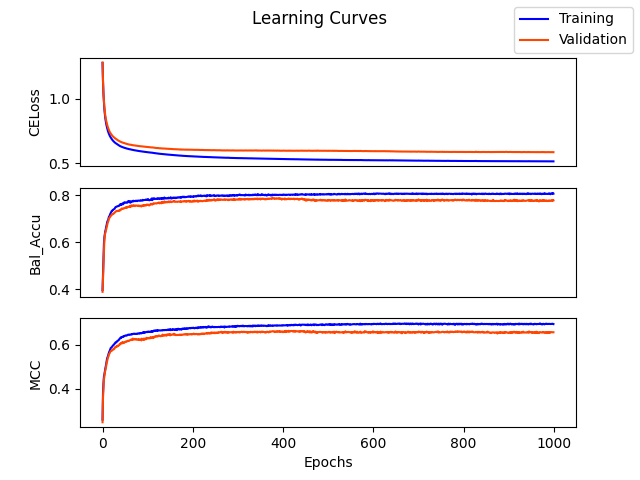 Learning Curves
Training
Validation
CELoss
1.0
0.5
Bal_Accu
0.8
0.6
0.4
MCC
0.6
0.4
0 200 400 600 800 1000
Epochs